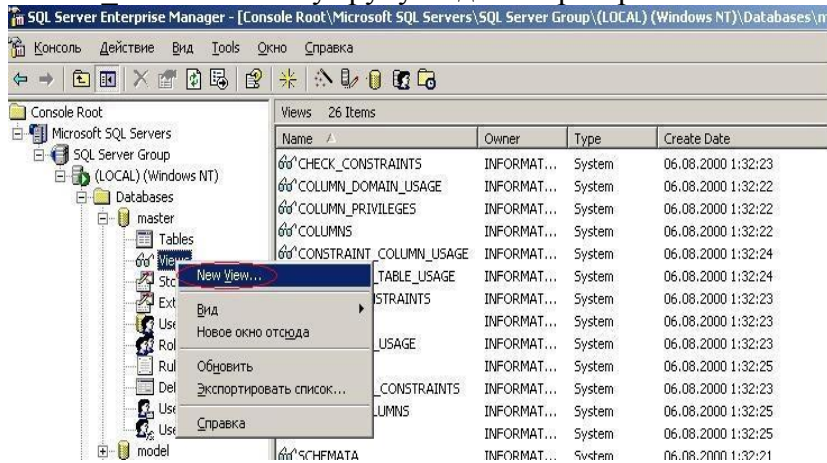 SQL Server Enterprise Manager - [Console Root\Microsoft SQL Servers\SQL Server Group\(LOCAL) (Windows NT)\Databases\
Консоль Действие Вид Tools Окно Справка
Console Root
Microsoft SQL Servers
SQL Server Group
(LOCAL) (Windows NT)
Databases
master
Tables
Views
model
New View...
Вид
Новое окно отсюда
Обновить
Экспортировать список...
Справка
Views 26 Items
Name Owner Type Create Date
CHECK_CONSTRAINTS INFORMAT... System 06.08.2000 1:32:23
COLUMN_DOMAIN_USAGE INFORMAT... System 06.08.2000 1:32:22
COLUMN_PRIVILEGES INFORMAT... System 06.08.2000 1:32:22
COLUMNS INFORMAT... System 06.08.2000 1:32:22
CONSTRAINT_COLUMN_USAGE INFORMAT... System 06.08.2000 1:32:24
_TABLE_USAGE INFORMAT... System 06.08.2000 1:32:24
STRAINTS INFORMAT... System 06.08.2000 1:32:23
INFORMAT... System 06.08.2000 1:32:23
_USAGE INFORMAT... System 06.08.2000 1:32:23
INFORMAT... System 06.08.2000 1:32:25
_CONSTRAINTS INFORMAT... System 06.08.2000 1:32:23
UMNS INFORMAT... System 06.08.2000 1:32:25
INFORMAT... System 06.08.2000 1:32:25
SCHEMATA INFORMAT... System 06.08.2000 1:32:21